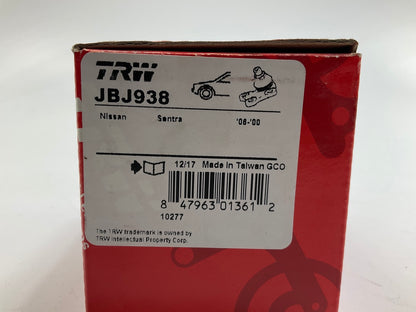 TRW
JBJ938
Nissan Sentra '06-'00
12/17 Made in Taiwan GCO
8 47963 01361 2
10277
The TRW trademark is owned by
TRW Intellectual Property Corp.